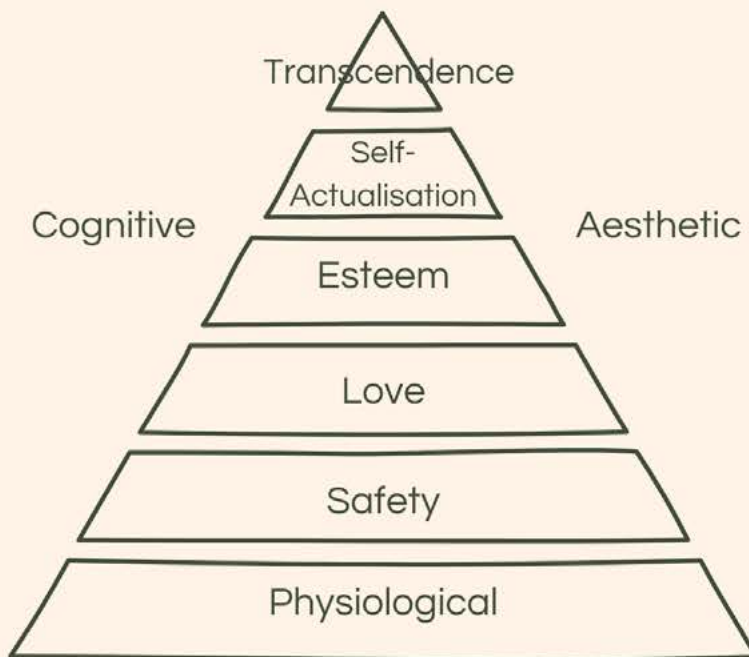 Transcendence
Self-
Actualisation
Cognitive
Aesthetic
Esteem
Love
Safety
Physiological